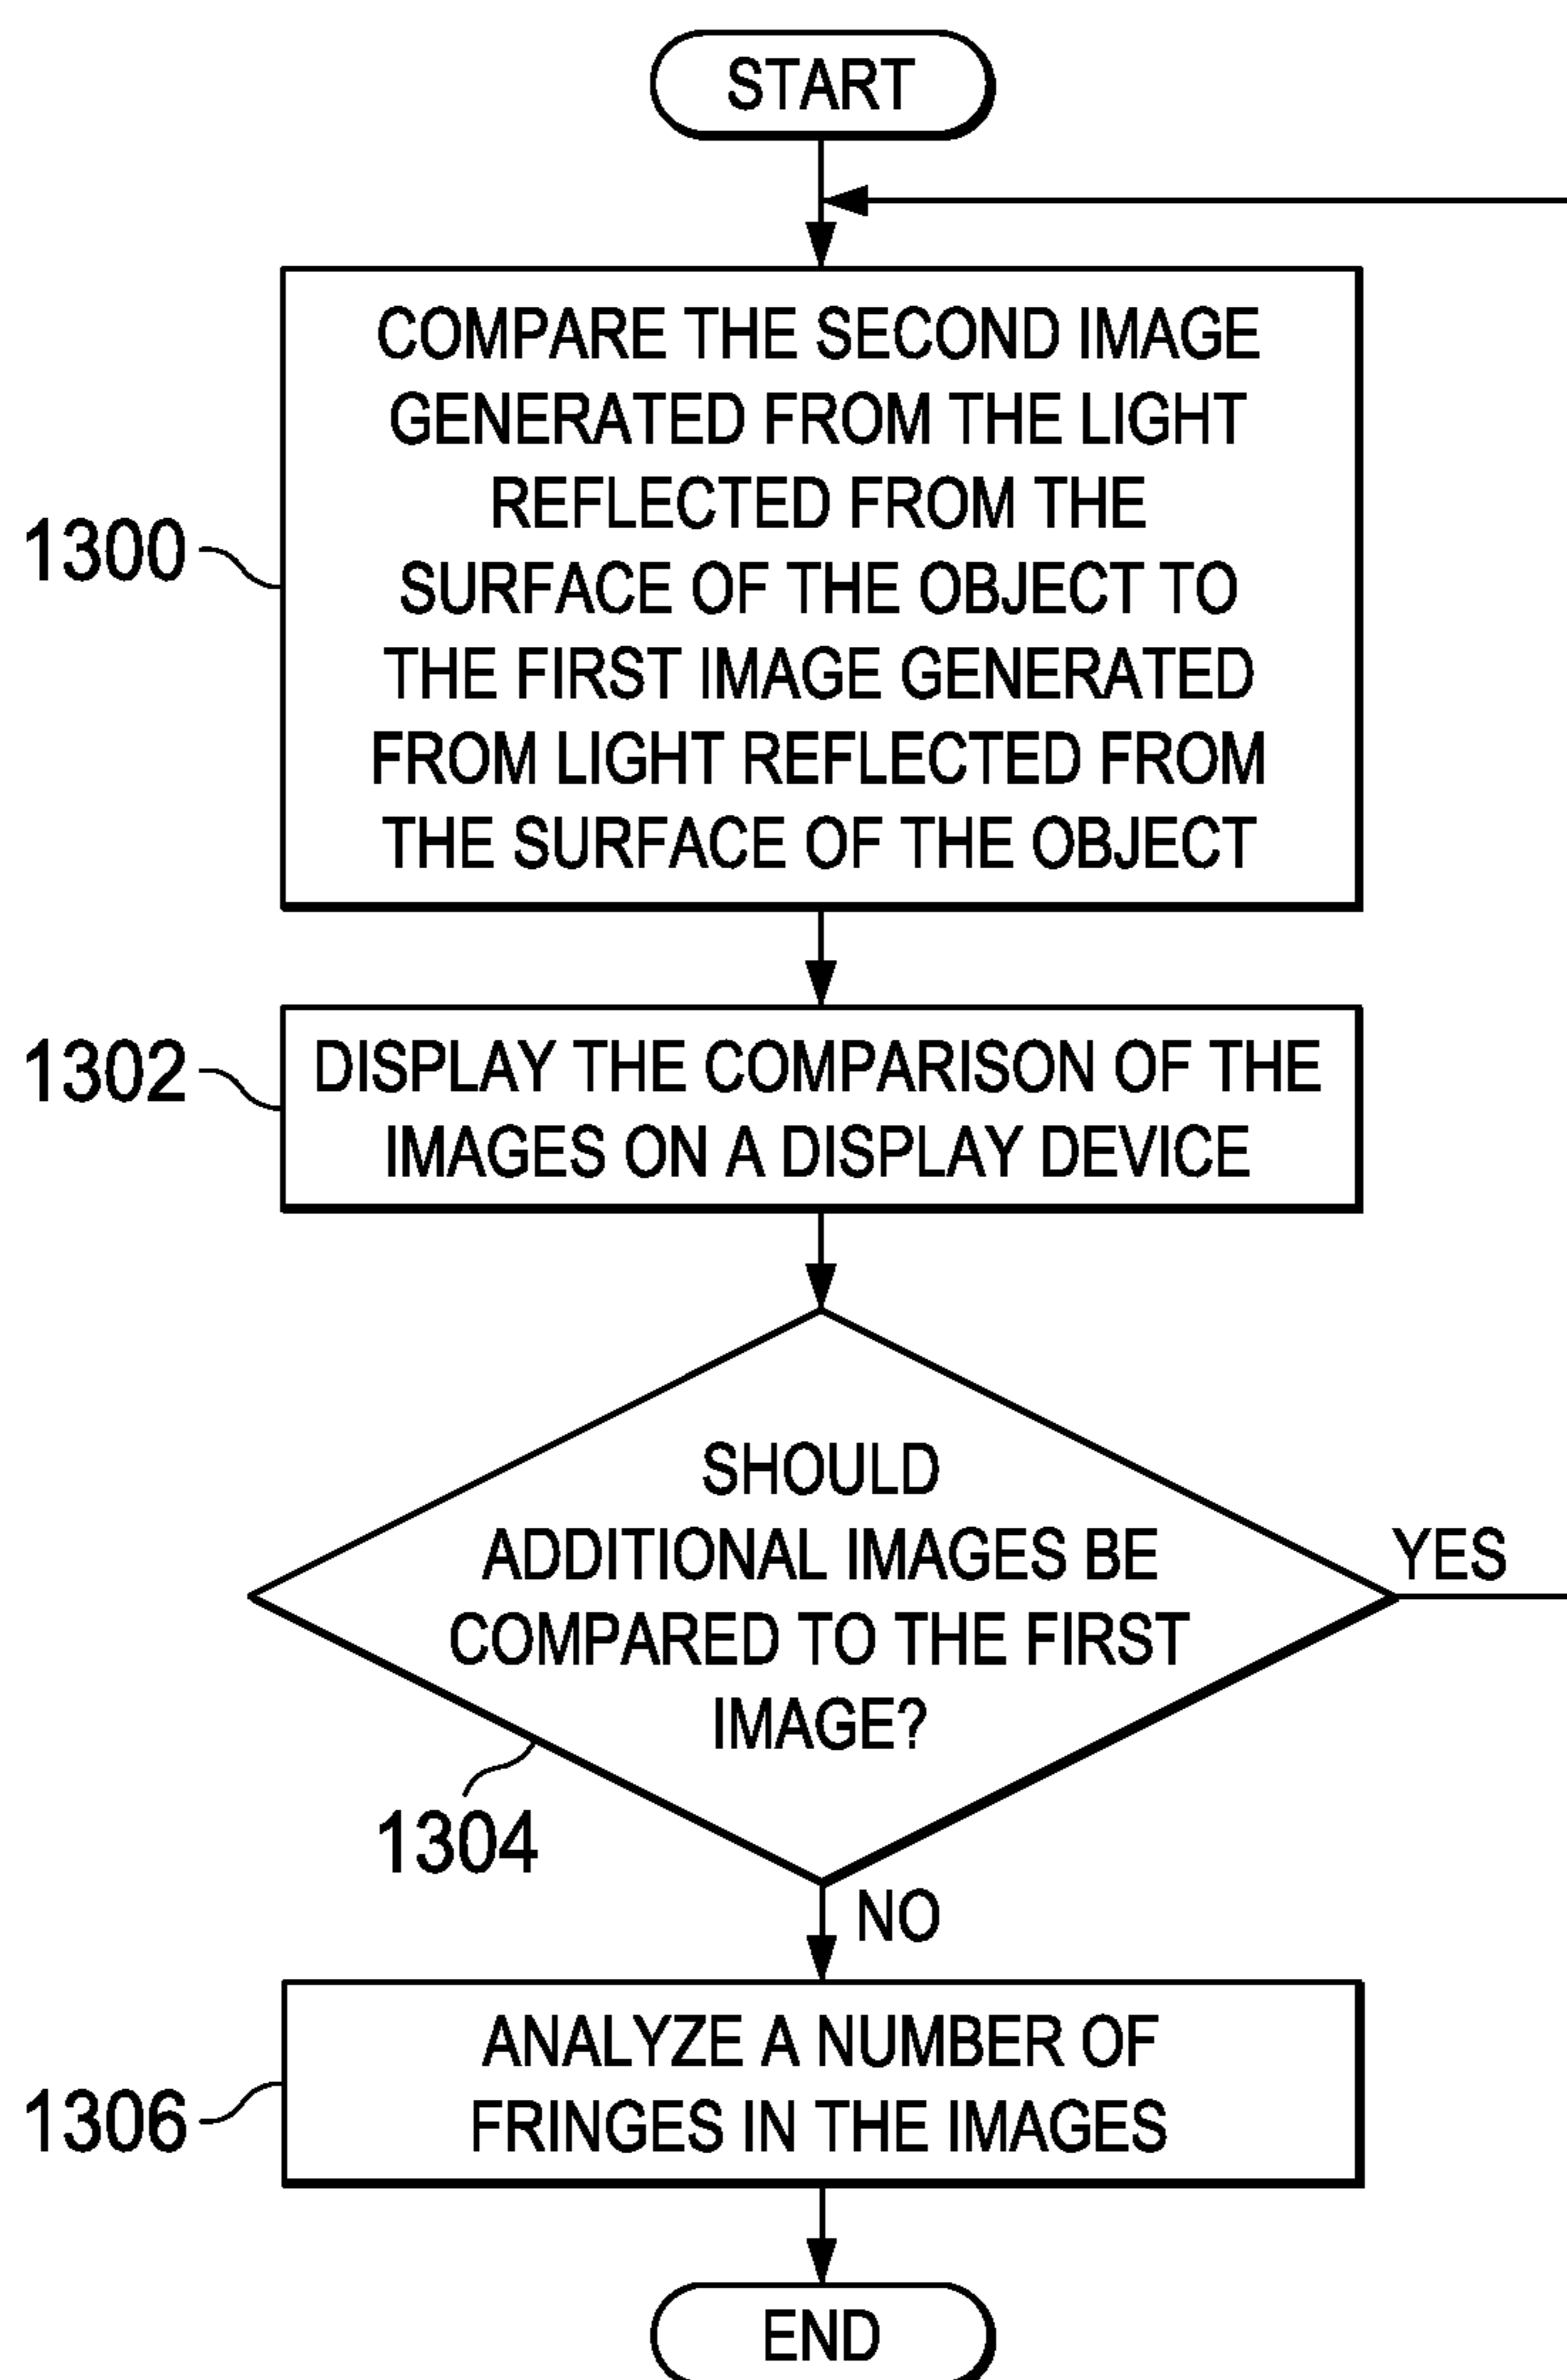 START
COMPARE THE SECOND IMAGE
GENERATED FROM THE LIGHT
REFLECTED FROM THE
SURFACE OF THE OBJECT TO
THE FIRST IMAGE GENERATED
FROM LIGHT REFLECTED FROM
THE SURFACE OF THE OBJECT
1300
DISPLAY THE COMPARISON OF THE
IMAGES ON A DISPLAY DEVICE
1302
SHOULD
ADDITIONAL IMAGES BE
COMPARED TO THE FIRST
IMAGE?
YES
1304
NO
ANALYZE A NUMBER OF
FRINGES IN THE IMAGES
1306
END